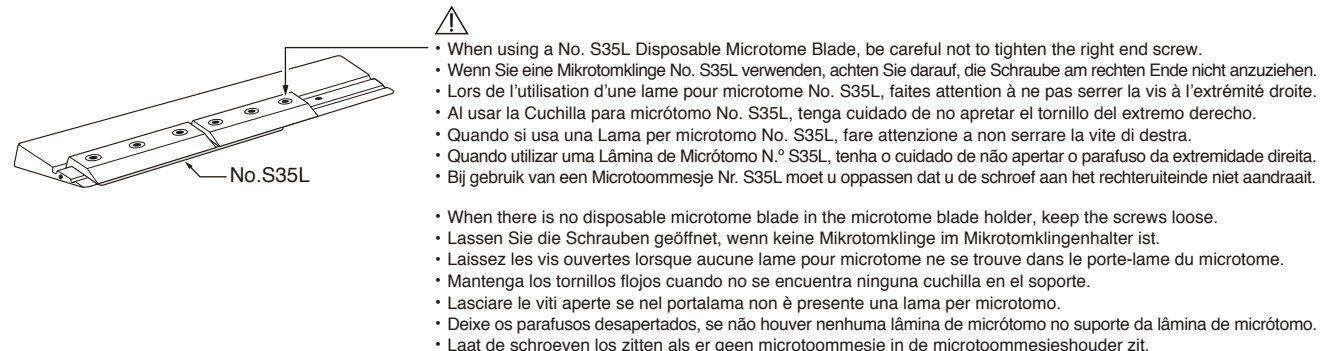 • When using a No. S35L Disposable Microtome Blade, be careful not to tighten the right end screw.
• Wenn Sie eine Mikrotomklinge No. S35L verwenden, achten Sie darauf, die Schraube am rechten Ende nicht anzuziehen.
• Lors de l'utilisation d'une lame pour microtome No. S35L, faites attention à ne pas serrer la vis à l'extrémité droite.
• Al usar la Cuchilla para micrótomo No. S35L, tenga cuidado de no apretar el tornillo del extremo derecho.
• Quando si usa una Lama per microtomo No. S35L, fare attenzione a non serrare la vite di destra.
• Quando utilizar uma Lâmina de Micrótomo N.º S35L, tenha o cuidado de não apertar o parafuso da extremidade direita.
• Bij gebruik van een Microtoommesje Nr. S35L moet u oppassen dat u de schroef aan het rechteruiteinde niet aandraait.
No.S35L
• When there is no disposable microtome blade in the microtome blade holder, keep the screws loose.
• Lassen Sie die Schrauben geöffnet, wenn keine Mikrotomklinge im Mikrotomklingenhalter ist.
• Laissez les vis ouvertes lorsque aucune lame pour microtome ne se trouve dans le porte-lame du microtome.
• Mantenga los tornillos flojos cuando no se encuentra ninguna cuchilla en el soporte.
• Lasciare le viti aperte se nel portalama non è presente una lama per microtomo.
• Deixe os parafusos desapertados, se não houver nenhuma lâmina de micrótomo no suporte da lâmina de micrótomo.
• Laat de schroeven los zitten als er geen microtoommesje in de microtoommesjeshouder zit.